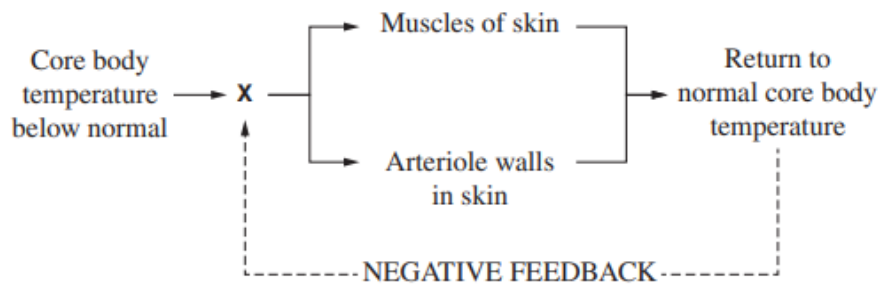 Core body
temperature
below normal
X
Muscles of skin
Arteriole walls
in skin
Return to
normal core body
temperature
NEGATIVE FEEDBACK